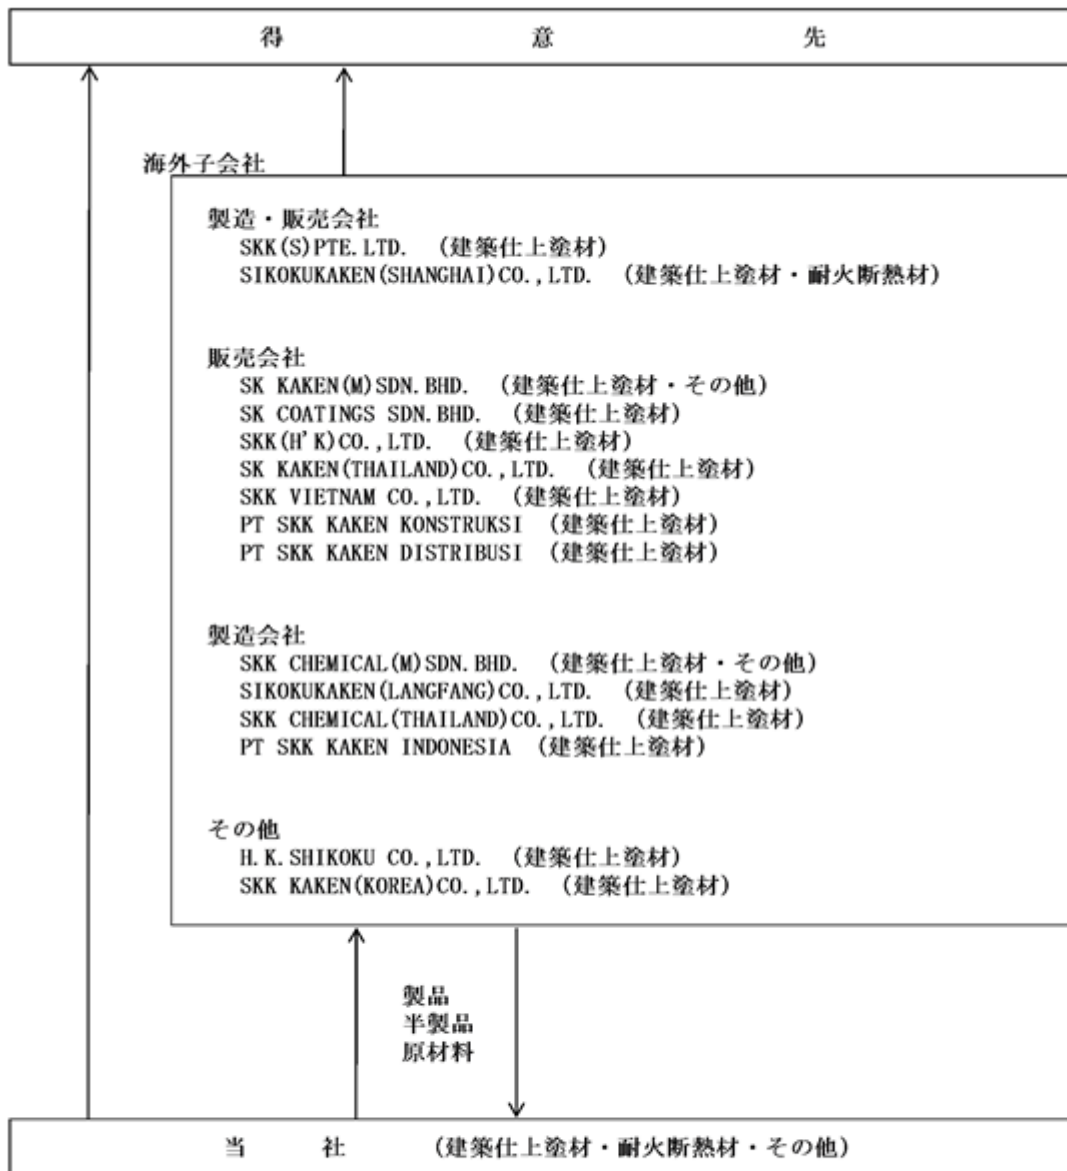 得意先
海外子会社
製造・販売会社
SKK(S)PTE.LTD. (建築仕上塗材)
SIKOKUKAKEN(SHANGHAI)CO.,LTD. (建築仕上塗材・耐火断熱材)
販売会社
SK KAKEN(M)SDN.BHD. (建築仕上塗材・その他)
SK COATINGS SDN.BHD. (建築仕上塗材)
SKK(H'K)CO.,LTD. (建築仕上塗材)
SK KAKEN(THAILAND)CO.,LTD. (建築仕上塗材)
SKK VIETNAM CO.,LTD. (建築仕上塗材)
PT SKK KAKEN KONSTRUKSI (建築仕上塗材)
PT SKK KAKEN DISTRIBUSI (建築仕上塗材)
製造会社
SKK CHEMICAL(M)SDN.BHD. (建築仕上塗材・その他)
SIKOKUKAKEN(LANGFANG)CO.,LTD. (建築仕上塗材)
SKK CHEMICAL(THAILAND)CO.,LTD. (建築仕上塗材)
PT SKK KAKEN INDONESIA (建築仕上塗材)
その他
H.K.SHIKOKU CO.,LTD. (建築仕上塗材)
SKK KAKEN(KOREA)CO.,LTD. (建築仕上塗材)
製品
半製品
原材料
当社 (建築仕上塗材・耐火断熱材・その他)